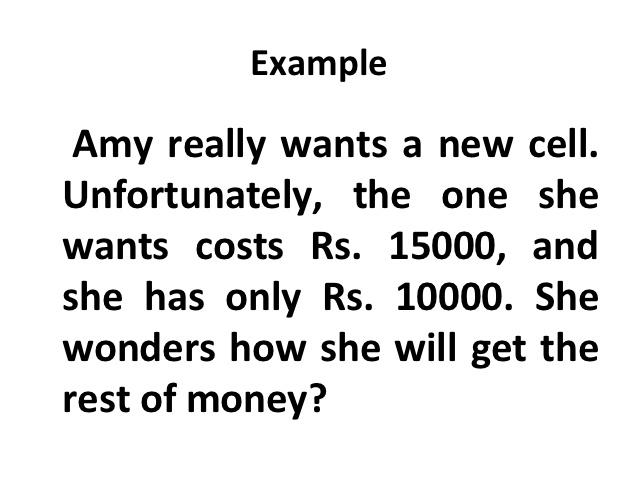 Example
Amy really wants a new cell.
Unfortunately, the one she
wants costs Rs. 15000, and
she has only Rs. 10000. She
wonders how she will get the
rest of money?